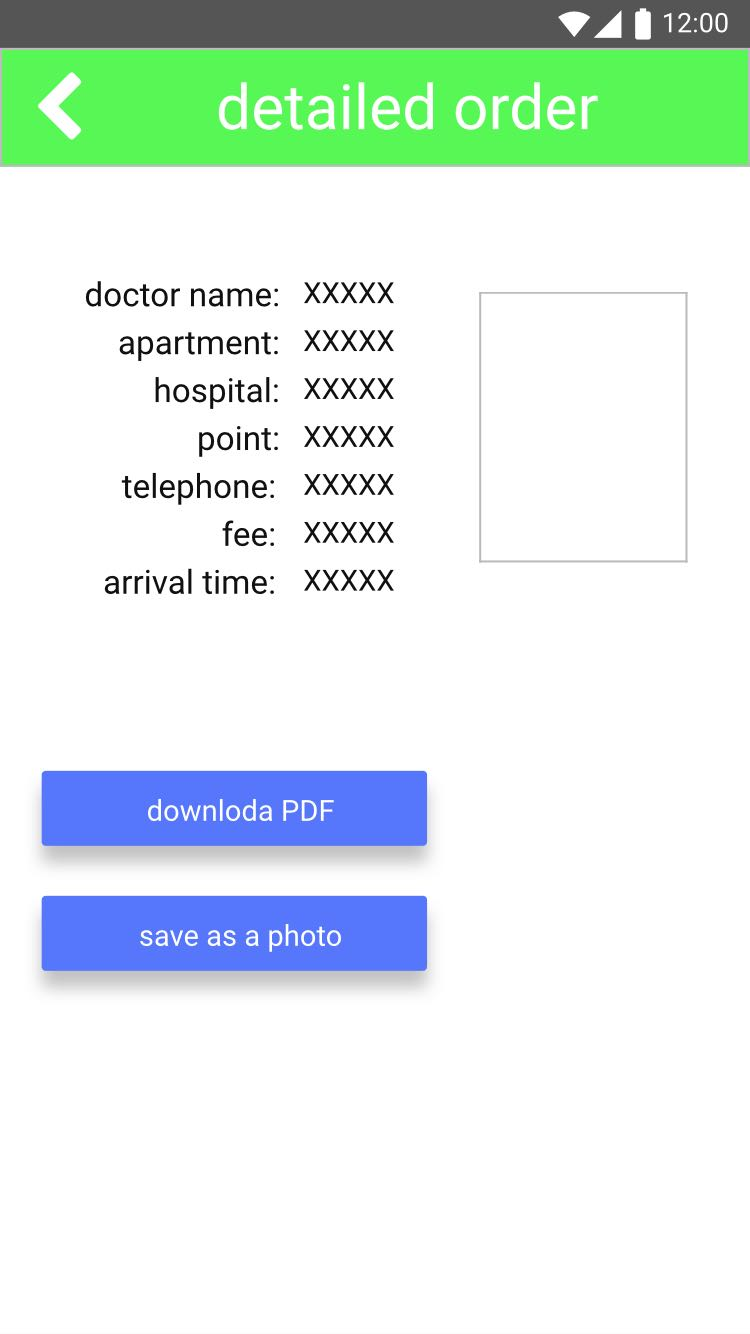 12:00
detailed order
doctor name: XXXXX
apartment: XXXXX
hospital: XXXXX
point: XXXXX
telephone: XXXXX
fee: XXXXX
arrival time: XXXXX
downloda PDF
save as a photo